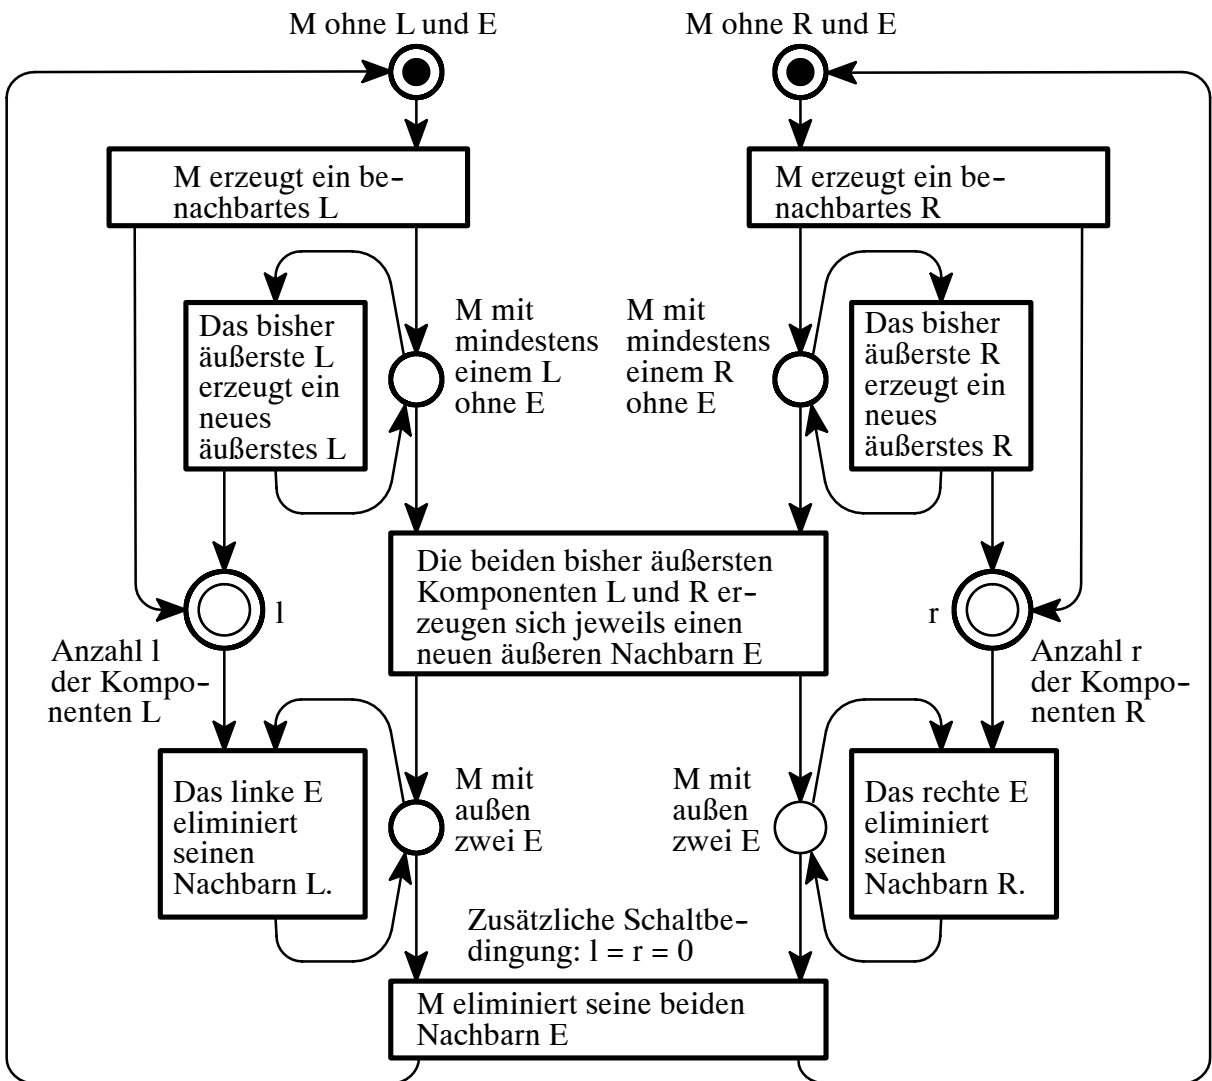 M ohne L und E
M ohne R und E
M erzeugt ein be-
nachbartes L
M erzeugt ein be-
nachbartes R
Das bisher
äußerste L
erzeugt ein
neues
äußerstes L
M mit
mindestens
einem L
ohne E
M mit
mindestens
einem R
ohne E
Das bisher
äußerste R
erzeugt ein
neues
äußerstes R
Die beiden bisher äußersten
Komponenten L und R er-
zeugen sich jeweils einen
neuen äußeren Nachbarn E
l
Anzahl l
der Kompo-
nenten L
r
Anzahl r
der Kompo-
nenten R
Das linke E
eliminiert
seinen
Nachbarn L.
M mit
außen
zwei E
M mit
außen
zwei E
Das rechte E
eliminiert
seinen
Nachbarn R.
Zusätzliche Schaltbe-
dingung: l = r = 0
M eliminiert seine beiden
Nachbarn E